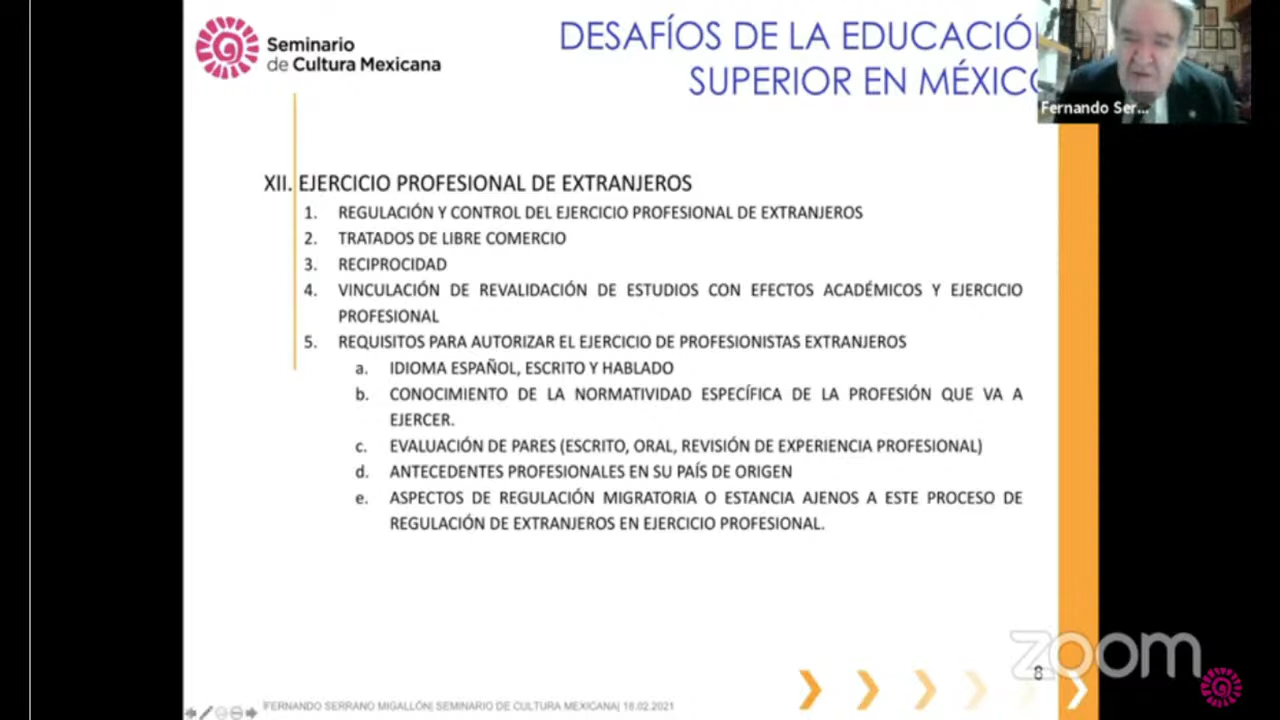 Seminario
de Cultura Mexicana
DESAFÍOS DE LA EDUCACIÓ
SUPERIOR EN MÉXIC
Fernando Ser...
XII. EJERCICIO PROFESIONAL DE EXTRANJEROS
1. REGULACIÓN Y CONTROL DEL EJERCICIO PROFESIONAL DE EXTRANJEROS
2. TRATADOS DE LIBRE COMERCIO
3. RECIPROCIDAD
4. VINCULACIÓN DE REVALIDACIÓN DE ESTUDIOS CON EFECTOS ACADÉMICOS Y EJERCICIO
PROFESIONAL
5. REQUISITOS PARA AUTORIZAR EL EJERCICIO DE PROFESIONISTAS EXTRANJEROS
a. IDIOMA ESPAÑOL, ESCRITO Y HABLADO
b. CONOCIMIENTO DE LA NORMATIVIDAD ESPECÍFICA DE LA PROFESIÓN QUE VA A
EJERCER.
c. EVALUACIÓN DE PARES (ESCRITO, ORAL, REVISIÓN DE EXPERIENCIA PROFESIONAL)
d. ANTECEDENTES PROFESIONALES EN SU PAÍS DE ORIGEN
e. ASPECTOS DE REGULACIÓN MIGRATORIA O ESTANCIA AJENOS A ESTE PROCESO DE
REGULACIÓN DE EXTRANJEROS EN EJERCICIO PROFESIONAL.
zoom
8
FERNANDO SERRANO MIGALLÓN| SEMINARIO DE CULTURA MEXICANA| 18.02.2021